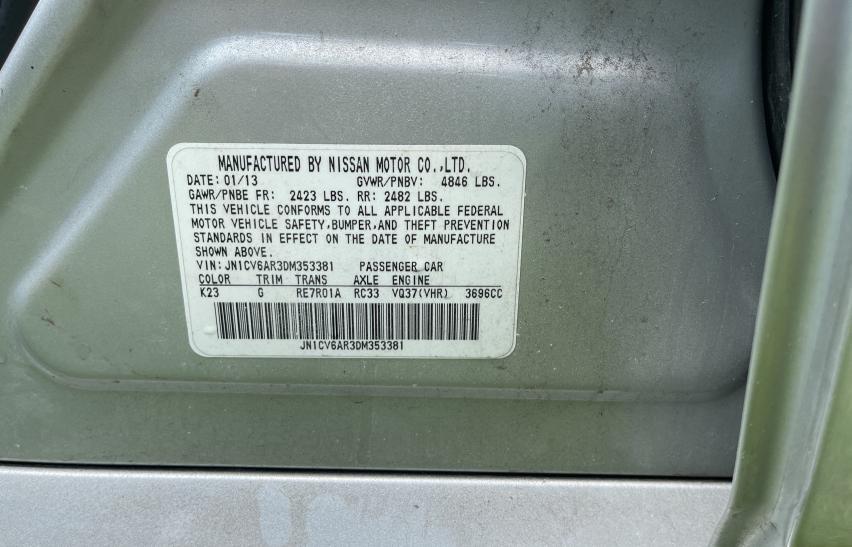 MANUFACTURED BY NISSAN MOTOR CO.,LTD.
DATE: 01/13 GVWR/PNBV: 4846 LBS.
GAWR/PNBE FR: 2423 LBS. RR: 2482 LBS.
THIS VEHICLE CONFORMS TO ALL APPLICABLE FEDERAL
MOTOR VEHICLE SAFETY,BUMPER,AND THEFT PREVENTION
STANDARDS IN EFFECT ON THE DATE OF MANUFACTURE
SHOWN ABOVE.
VIN: JN1CV6AR3DM353381 PASSENGER CAR
COLOR TRIM TRANS AXLE ENGINE
K23 G RE7R01A RC33 VQ37(VHR) 3696CC
JN1CV6AR3DM353381